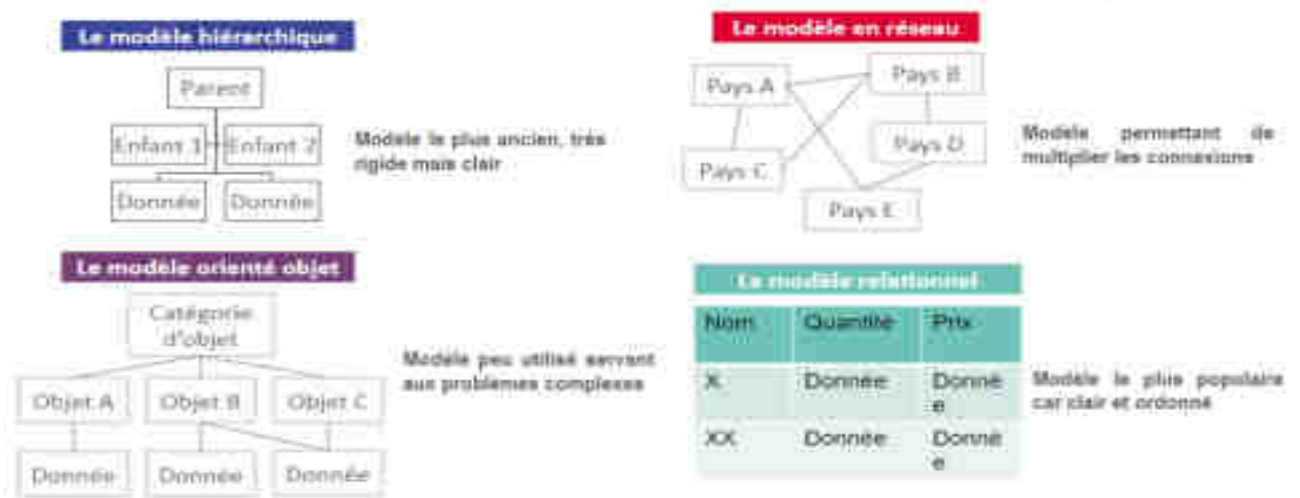 Le modèle hiérarchique
Parent
Enfant 1 Enfant 2
Donnée Donnée
Modèle le plus ancien, très
rigide mais clair
Le modèle en réseau
Pays A
Pays B
Pays C
Pays D
Pays E
Modèle permettant de
multiplier les connexions
Le modèle orienté objet
Catégorie
d'objet
Objet A Objet B Objet C
Donnée Donnée Donnée
Modèle peu utilisé servant
aux problèmes complexes
Le modèle relationnel
Nom Quantité Prix
X Donnée Donné
e
XX Donnée Donné
e
Modèle le plus populaire
car clair et ordonné